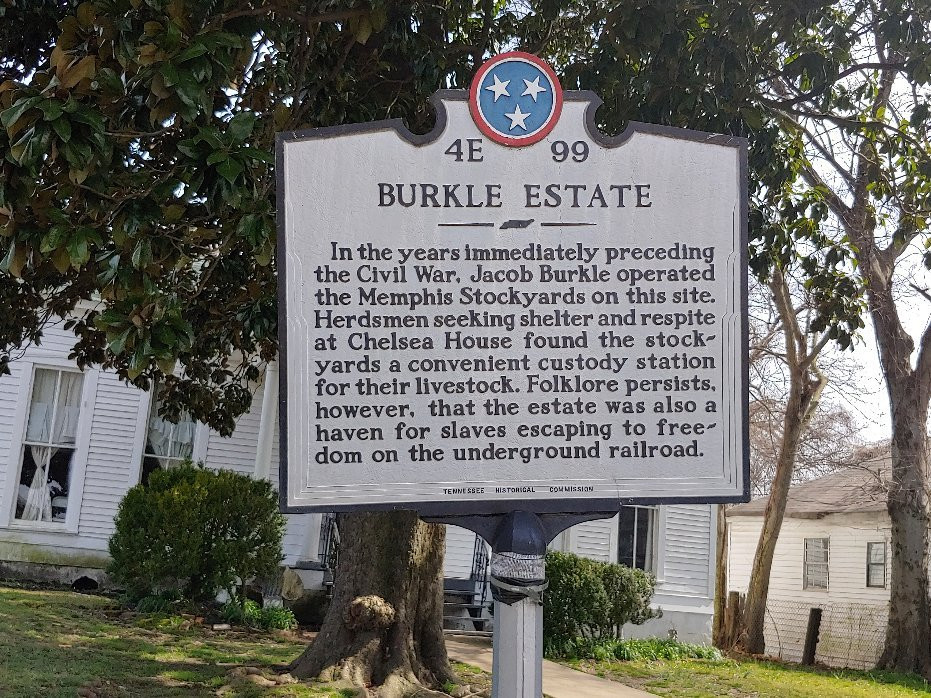 4E 99
BURKLE ESTATE
In the years immediately preceding
the Civil War, Jacob Burkle operated
the Memphis Stockyards on this site.
Herdsmen seeking shelter and respite
at Chelsea House found the stock-
yards a convenient custody station
for their livestock. Folklore persists,
however, that the estate was also a
haven for slaves escaping to free-
dom on the underground railroad.
TENNESSEE HISTORICAL COMMISSION